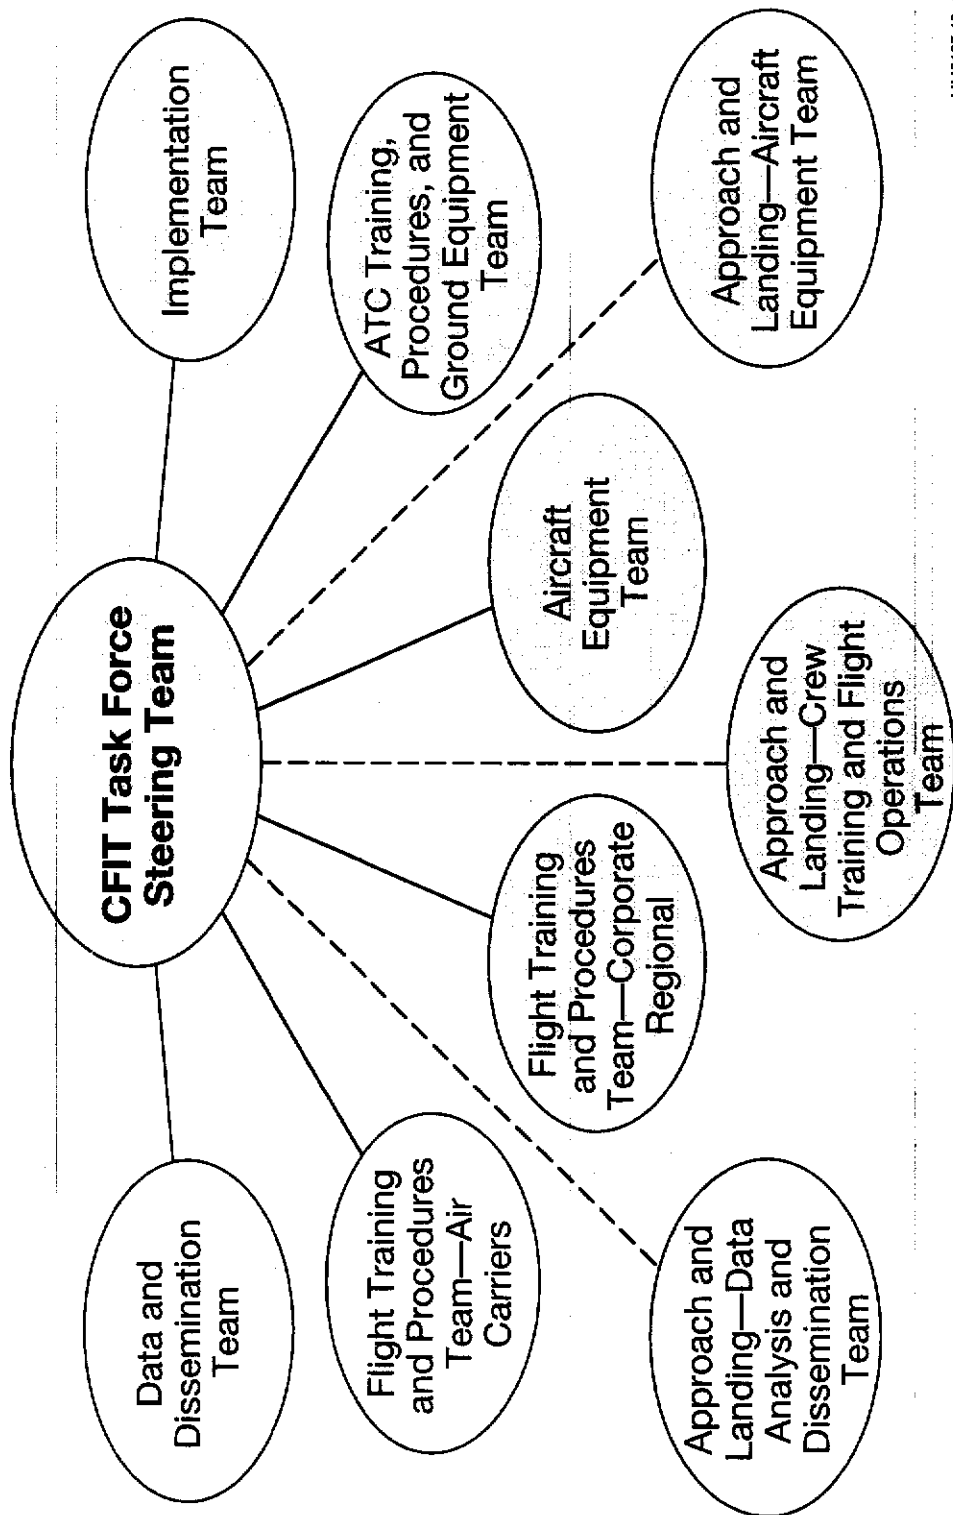 CFIT Task Force
Steering Team
Data and
Dissemination
Team
Implementation
Team
Flight Training
and Procedures
Team—Air
Carriers
ATC Training,
Procedures, and
Ground Equipment
Team
Flight Training
and Procedures
Team—Corporate
Regional
Aircraft
Equipment
Team
Approach and
Landing—Data
Analysis and
Dissemination
Team
Approach and
Landing—Crew
Training and Flight
Operations
Team
Approach and
Landing—Aircraft
Equipment Team